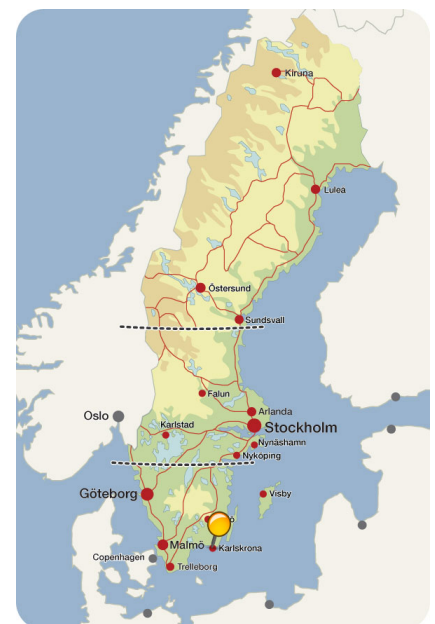 Kiruna
Lulea
Östersund
Sundsvall
Falun
Arlanda
Oslo
Karlstad
Stockholm
Nynäshamn
Nyköping
Göteborg
Visby
Malmö
Karlskrona
Copenhagen
Trelleborg